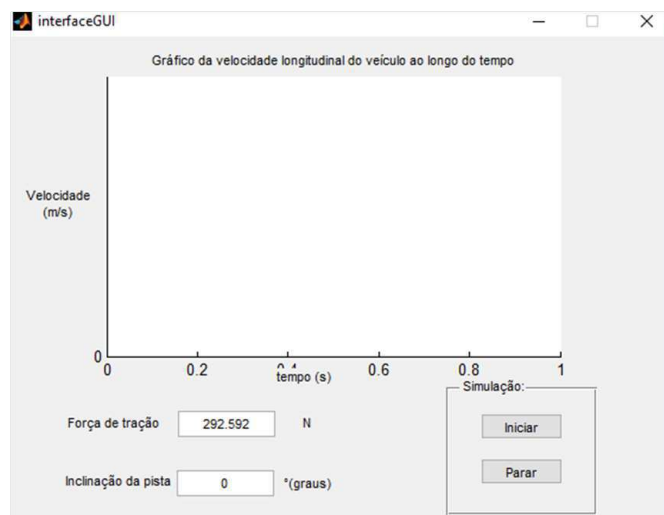 interfaceGUI
Gráfico da velocidade longitudinal do veículo ao longo do tempo
Velocidade
(m/s)
0
0 0.2 0.4 0.6 0.8 1
tempo (s)
Simulação:
Força de tração 292.592 N
Iniciar
Parar
Inclinação da pista 0 °(graus)